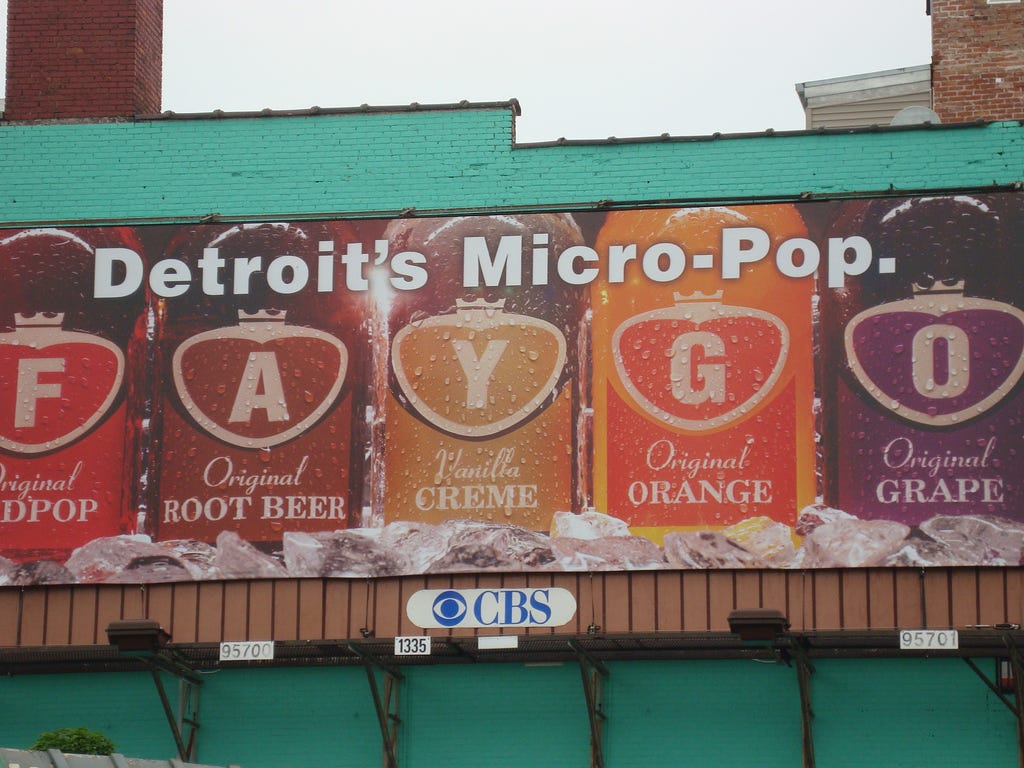 Detroit's Micro-Pop.
F A Y G O
riginal
DPOP
Original
ROOT BEER
Vanilla
CREME
Original
ORANGE
Original
GRAPE
CBS
95700
1335
95701